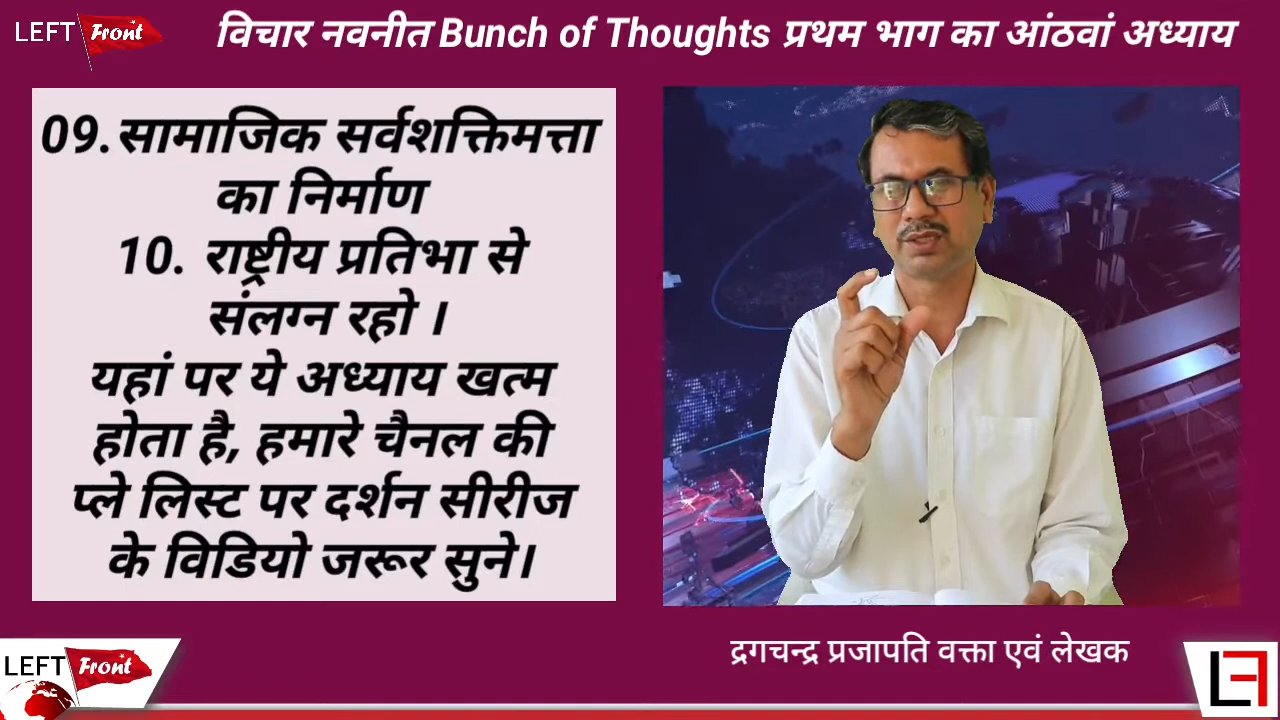 LEFT Front
विचार नवनीत Bunch of Thoughts प्रथम भाग का आंठवां अध्याय
09.सामाजिक सर्वशक्तिमत्ता
का निर्माण
10. राष्ट्रीय प्रतिभा से
संलग्न रहो ।
यहां पर ये अध्याय खत्म
होता है, हमारे चैनल की
प्ले लिस्ट पर दर्शन सीरीज
के विडियो जरूर सुने।
द्रगचन्द्र प्रजापति वक्ता एवं लेखक
LEFT Front
LF